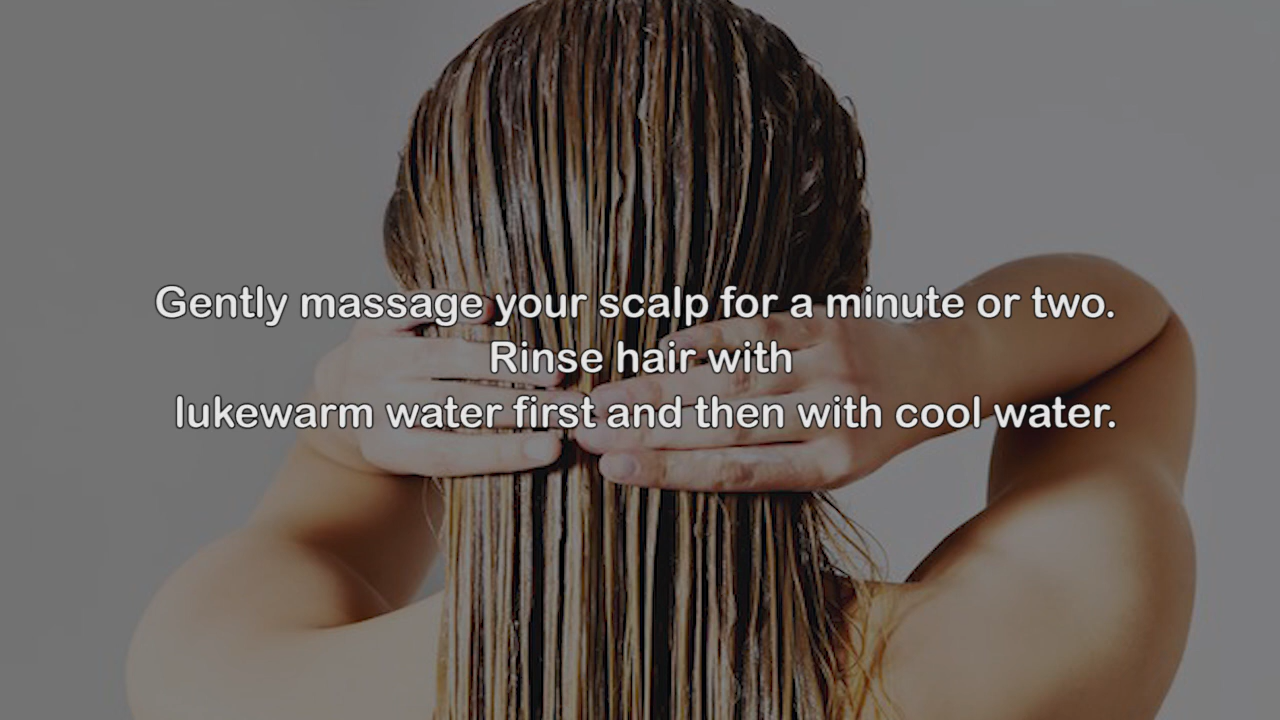 Gently massage your scalp for a minute or two.
Rinse hair with
lukewarm water first and then with cool water.